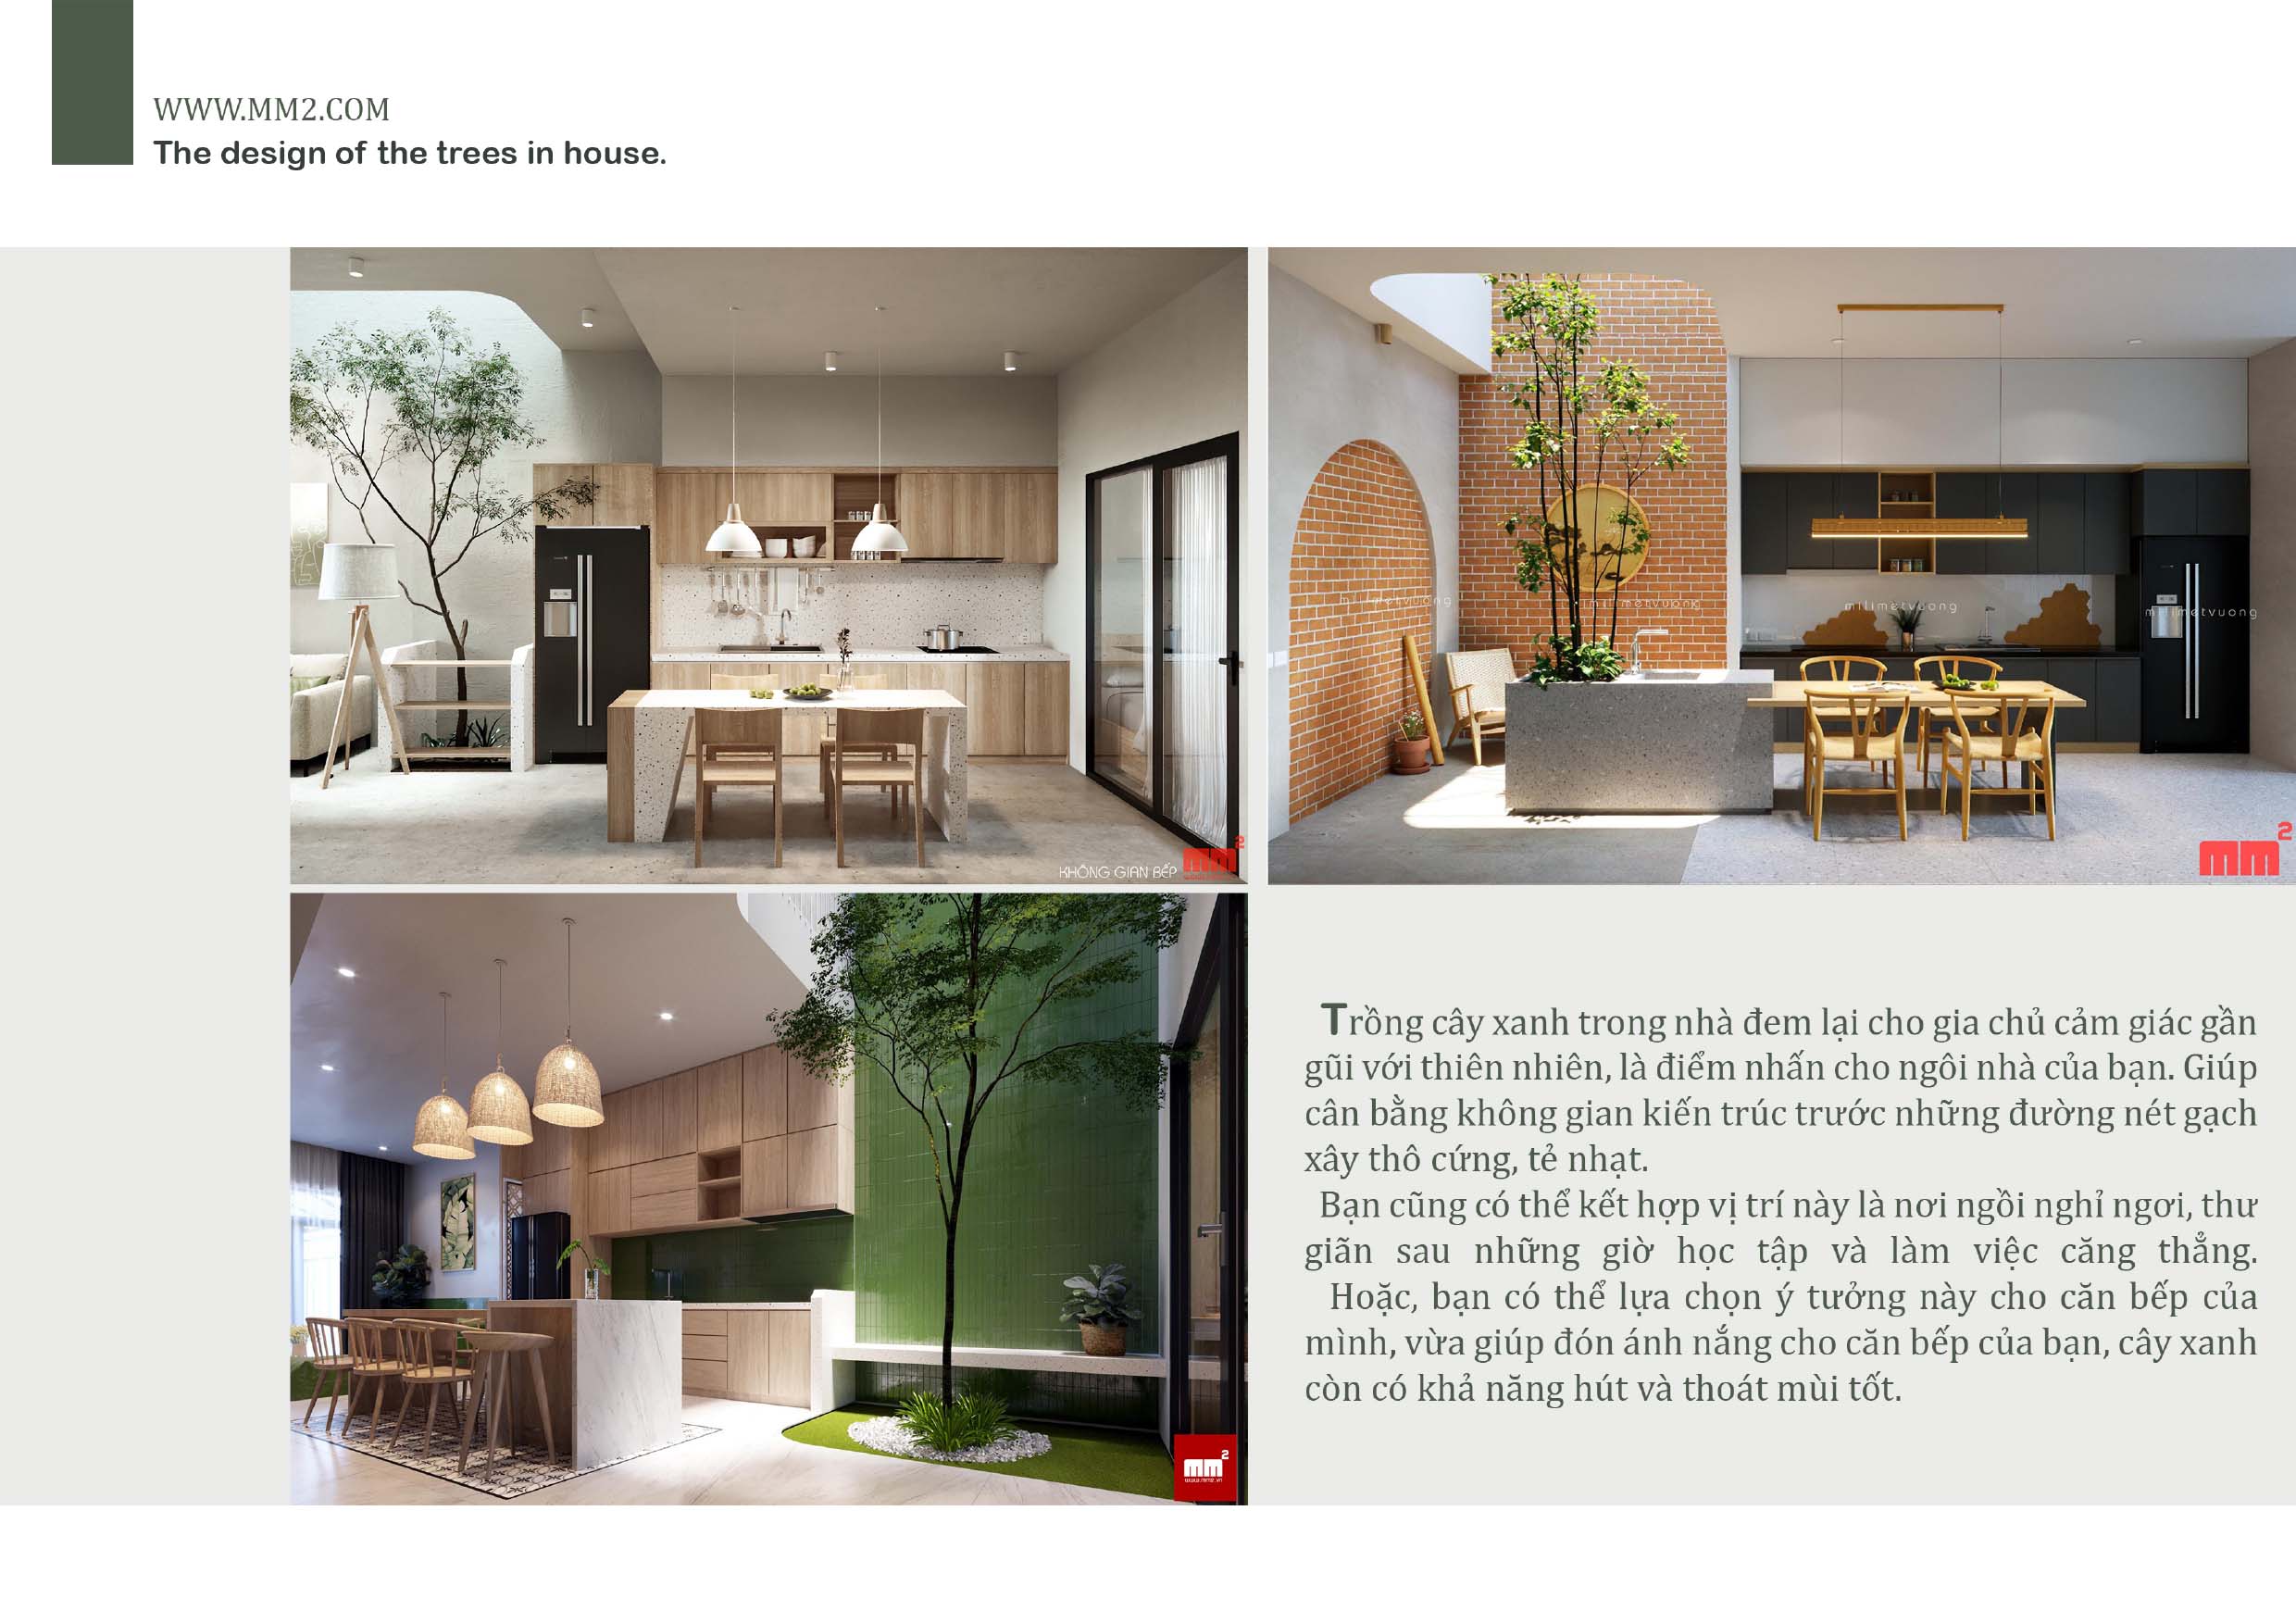 WWW.MM2.COM
The design of the trees in house.
milimetvuong
milimetvuong
milimetvuong
milimetvuong
KHÔNG GIAN BẾP
mm2
mm2
Trồng cây xanh trong nhà đem lại cho gia chủ cảm giác gần
gũi với thiên nhiên, là điểm nhấn cho ngôi nhà của bạn. Giúp
cân bằng không gian kiến trúc trước những đường nét gạch
xây thô cứng, tẻ nhạt.
Bạn cũng có thể kết hợp vị trí này là nơi ngồi nghỉ ngơi, thư
giãn sau những giờ học tập và làm việc căng thẳng.
Hoặc, bạn có thể lựa chọn ý tưởng này cho căn bếp của
mình, vừa giúp đón ánh nắng cho căn bếp của bạn, cây xanh
còn có khả năng hút và thoát mùi tốt.
mm2
www.mm2.vn